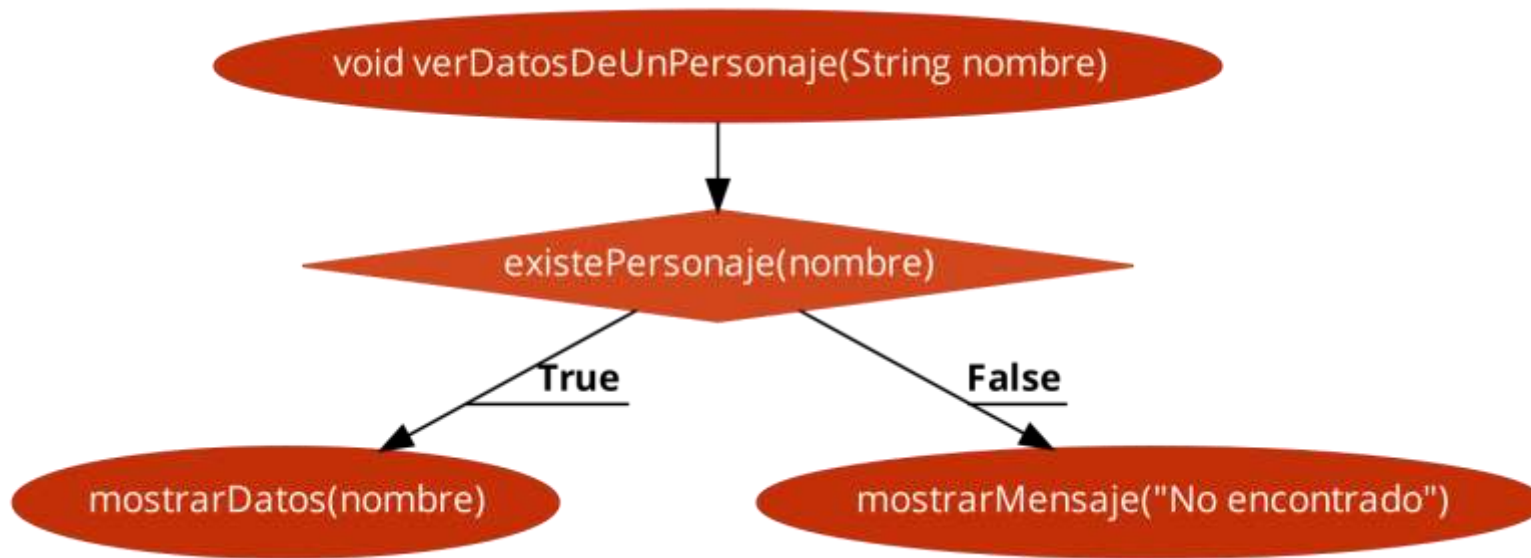 void verDatosDeUnPersonaje(String nombre)
existePersonaje(nombre)
True
False
mostrarDatos(nombre)
mostrarMensaje("No encontrado")